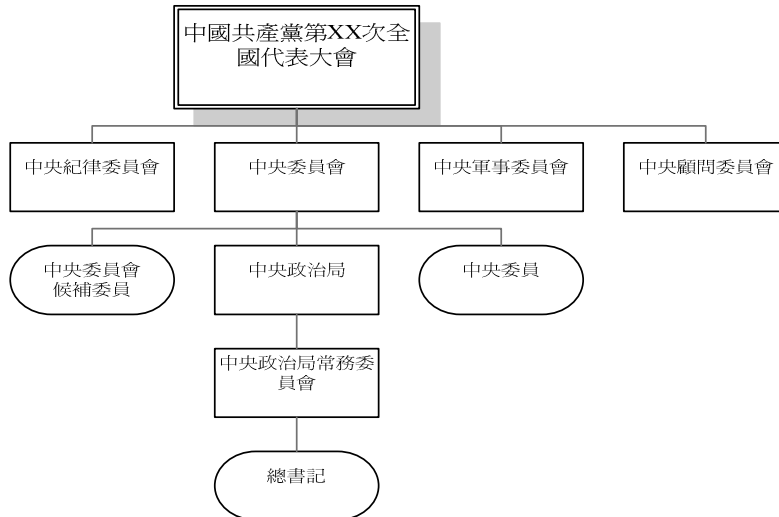 中國共產黨第XX次全
國代表大會
中央紀律委員會
中央委員會
中央軍事委員會
中央顧問委員會
中央委員會
候補委員
中央政治局
中央委員
中央政治局常務委
員會
總書記